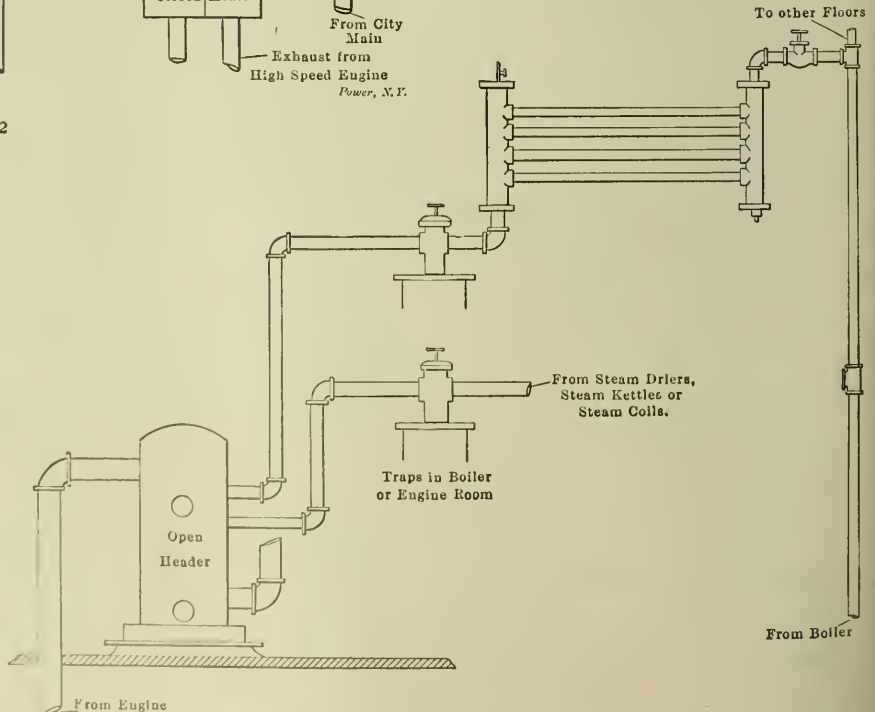 From City
Main
Exhaust from
High Speed Engine
Power, N.Y.
2
To other Floors
From Steam Driers,
Steam Kettles or
Steam Coils.
Traps in Boiler
or Engine Room
Open
Header
From Boiler
From Engine